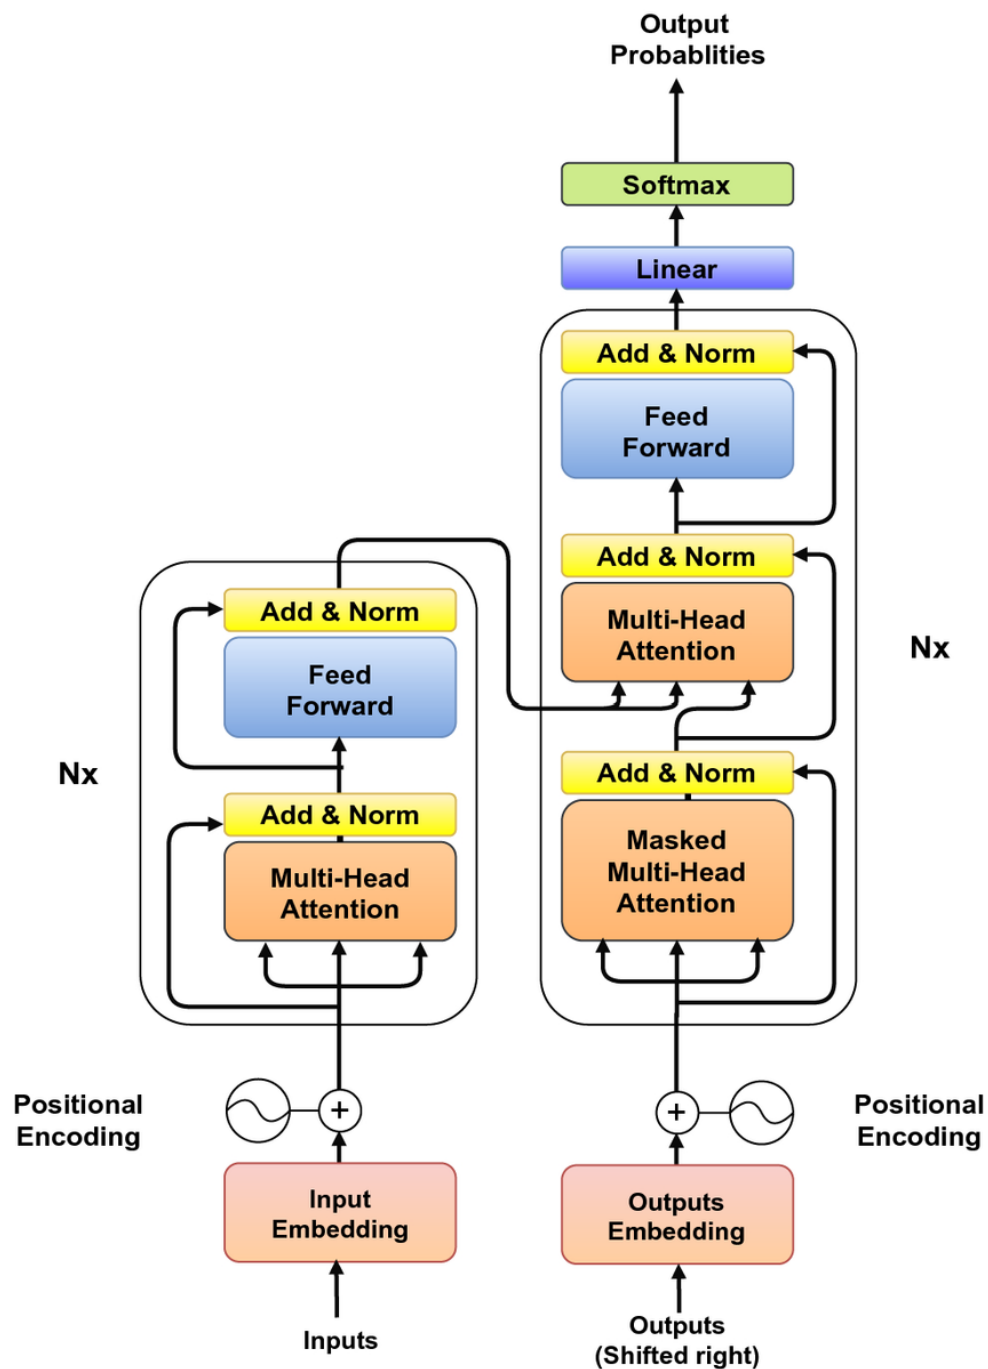 Output
Probablities
Softmax
Linear
Add & Norm
Feed
Forward
Add & Norm
Multi-Head
Attention
Nx
Add & Norm
Masked
Multi-Head
Attention
Add & Norm
Feed
Forward
Nx
Add & Norm
Multi-Head
Attention
Positional
Encoding
+
+
Positional
Encoding
Input
Embedding
Outputs
Embedding
Inputs
Outputs
(Shifted right)